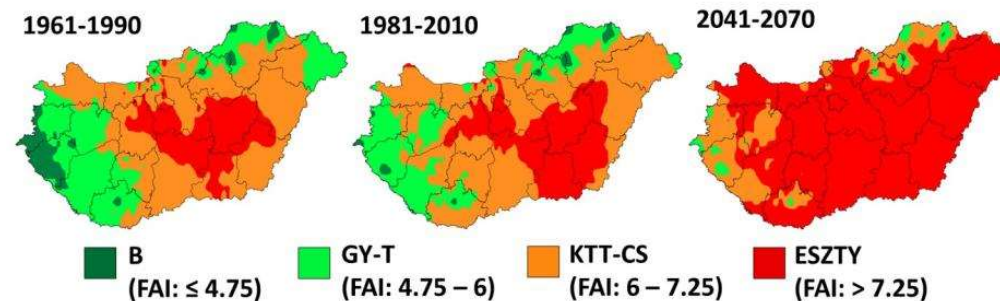 1961-1990
1981-2010
2041-2070
B
(FAI: ≤ 4.75)
GY-T
(FAI: 4.75 – 6)
KTT-CS
(FAI: 6 – 7.25)
ESZTY
(FAI: > 7.25)